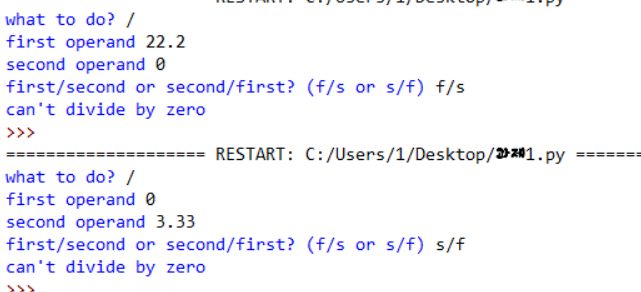 RESTART: C:/Users/1/Desktop/1.py
what to do? /
first operand 22.2
second operand 0
first/second or second/first? (f/s or s/f) f/s
can't divide by zero
>>>
==================== RESTART: C:/Users/1/Desktop/1.py =======
what to do? /
first operand 0
second operand 3.33
first/second or second/first? (f/s or s/f) s/f
can't divide by zero
>>>